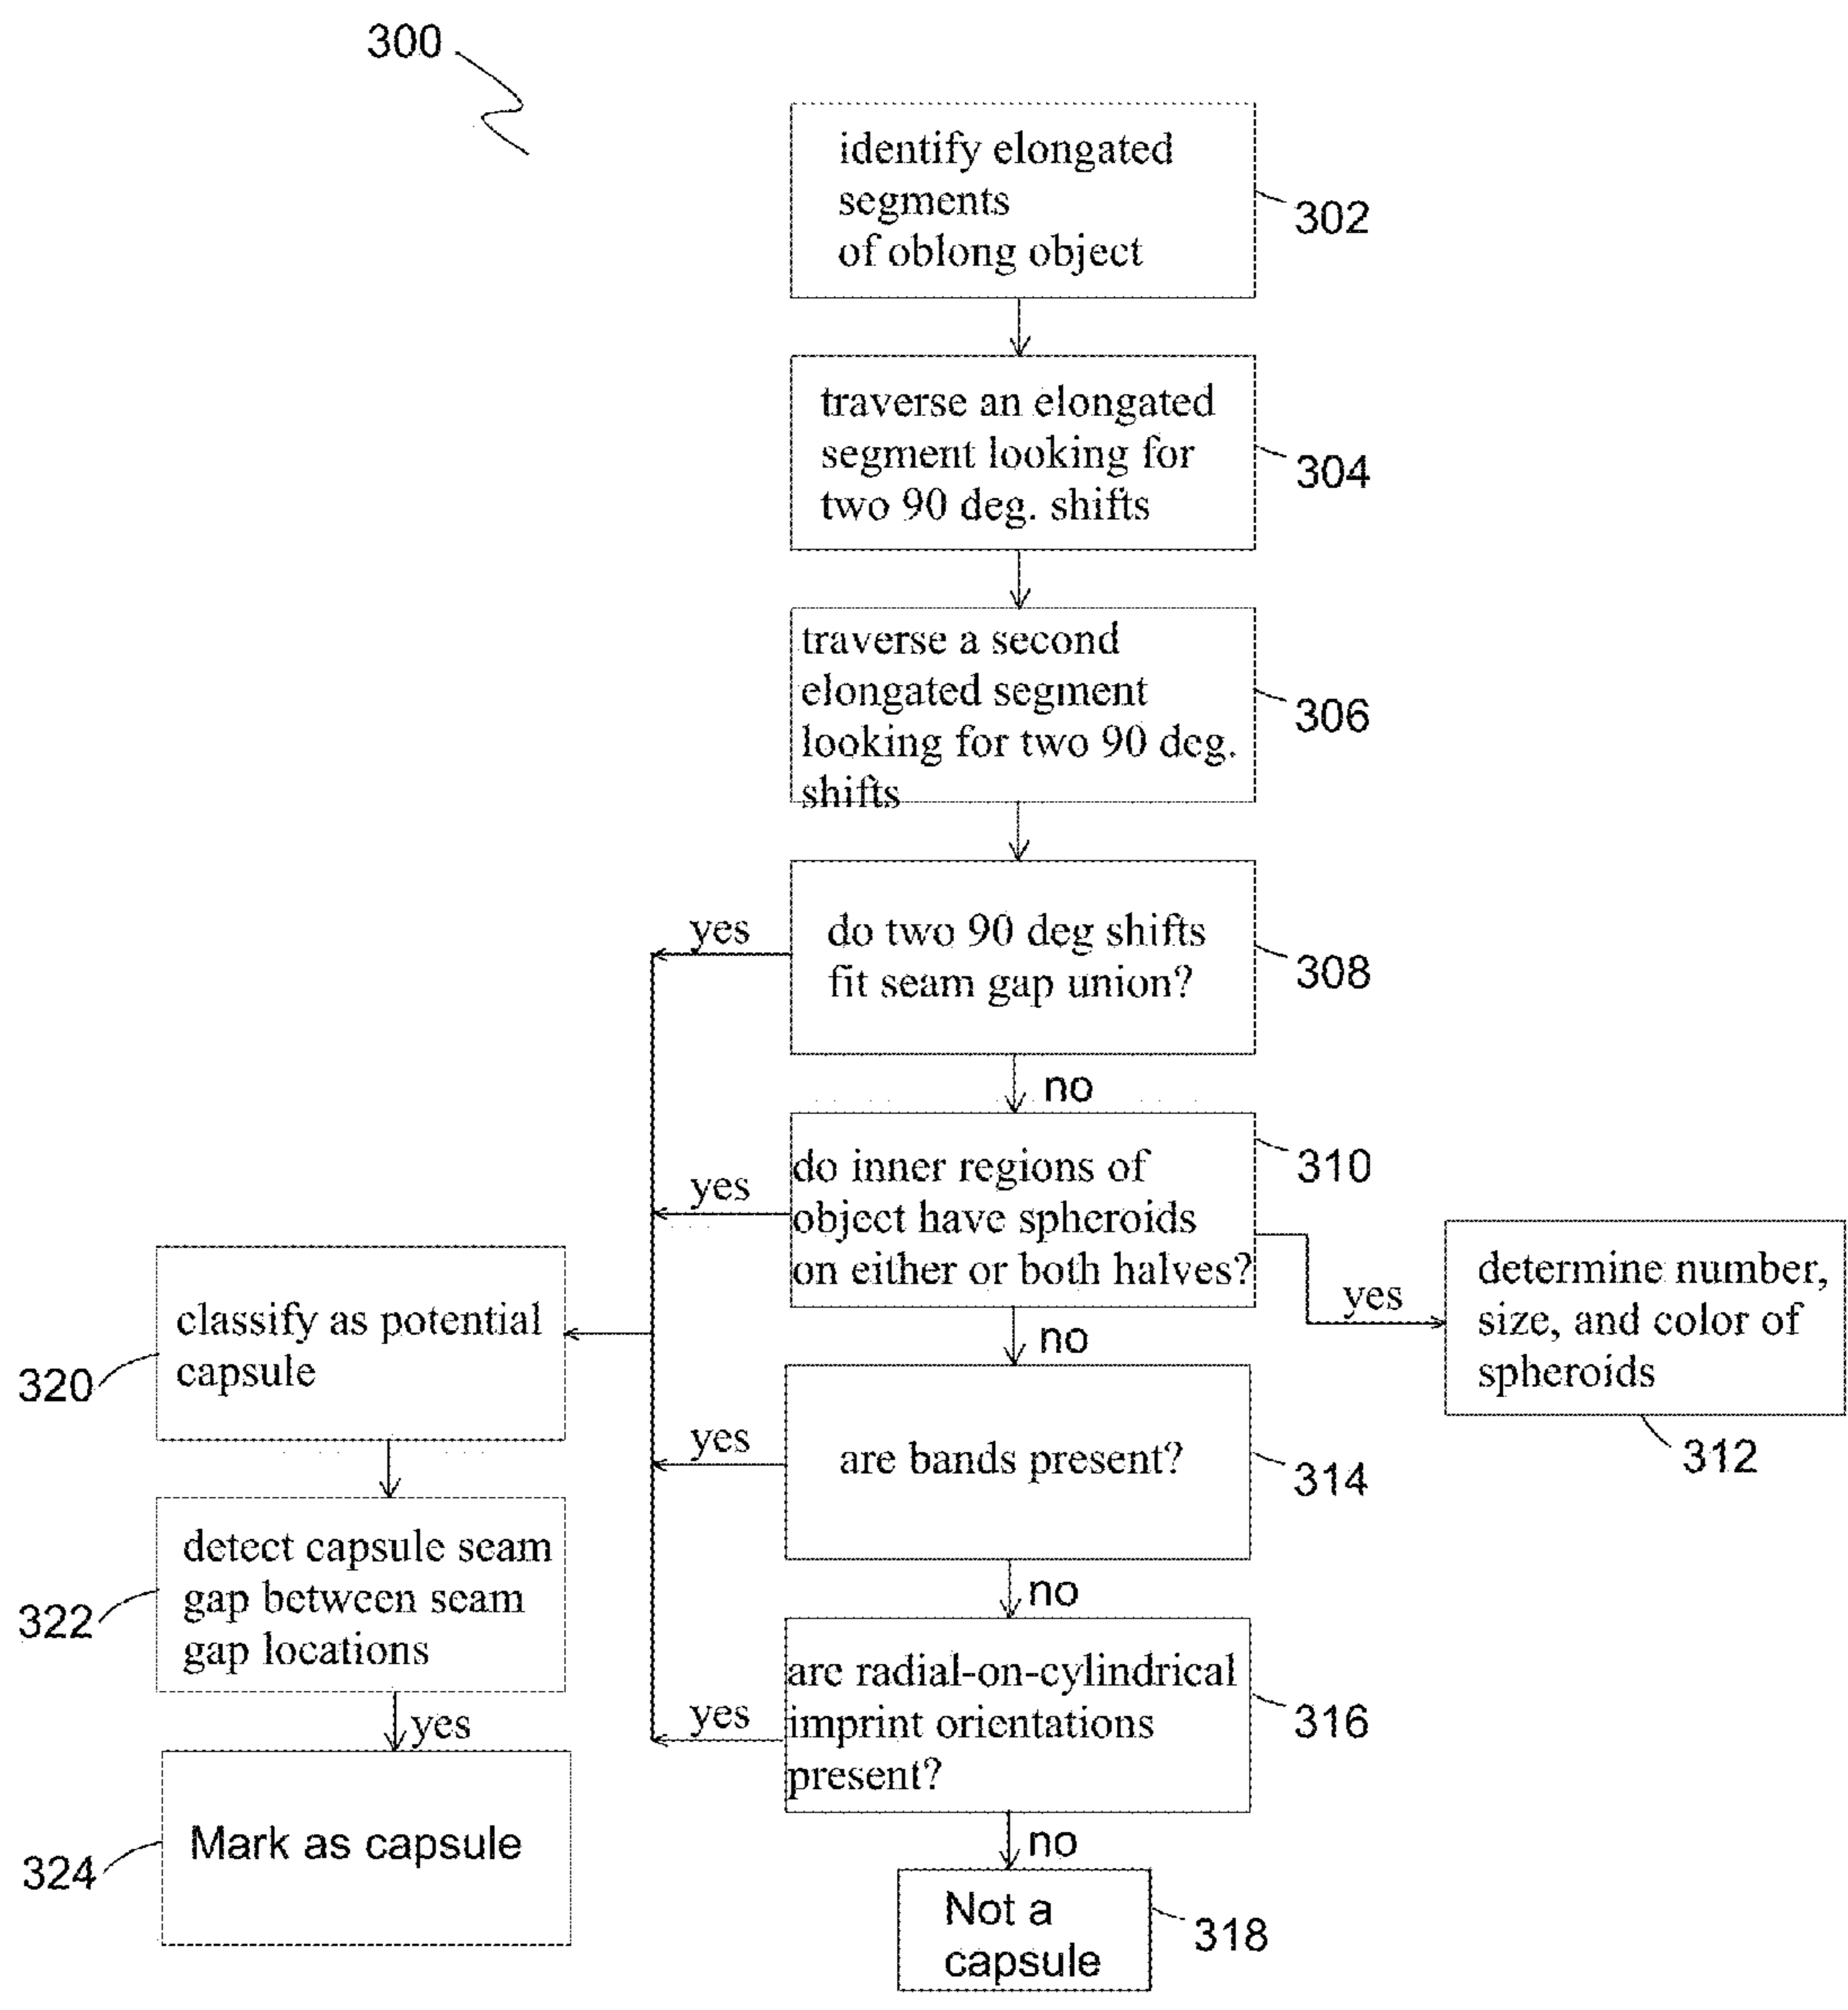 300
identify elongated
segments
of oblong object
302
traverse an elongated
segment looking for
two 90 deg. shifts
304
traverse a second
elongated segment
looking for two 90 deg.
shifts
306
do two 90 deg shifts
fit seam gap union?
308
yes
no
do inner regions of
object have spheroids
on either or both halves?
310
yes
yes
determine number,
size, and color of
spheroids
312
no
are bands present?
314
yes
no
are radial-on-cylindrical
imprint orientations
present?
316
yes
no
Not a
capsule
318
classify as potential
capsule
320
detect capsule seam
gap between seam
gap locations
322
yes
Mark as capsule
324